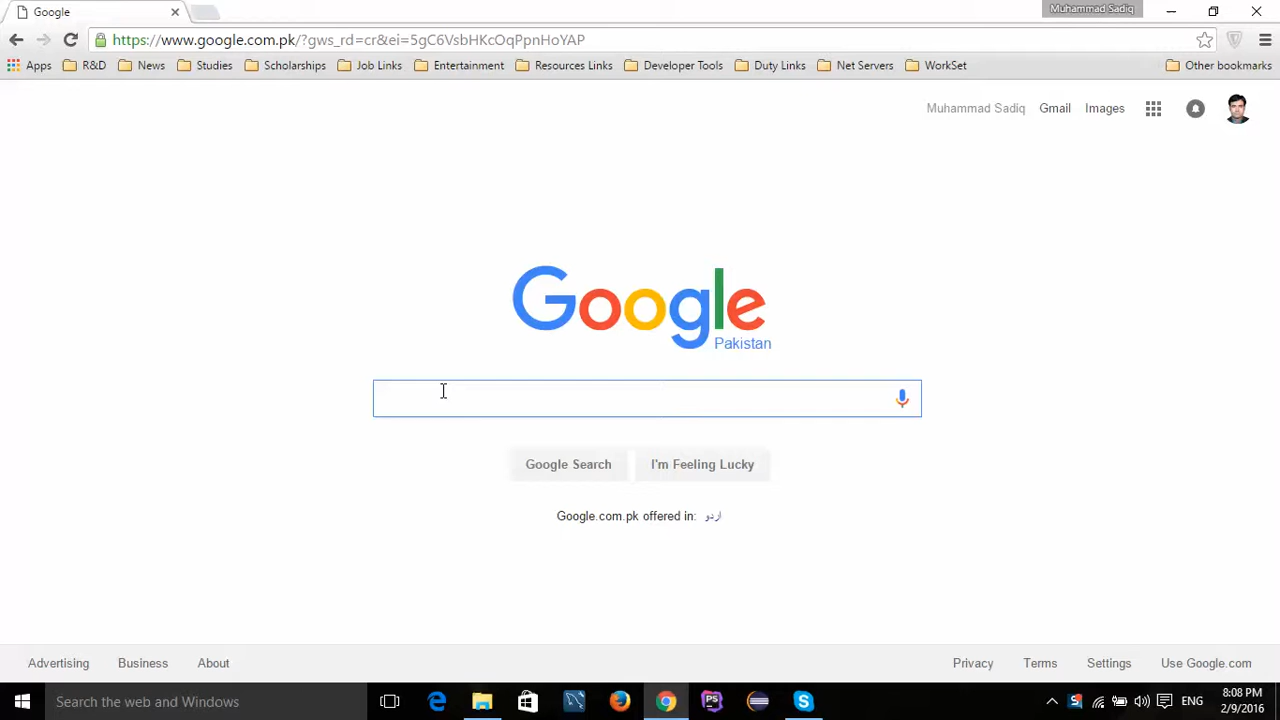 Google
Muhammad Sadiq
https://www.google.com.pk/?gws_rd=cr&ei=5gC6VsbHKcOqPpnHoYAP
Apps R&D News Studies Scholarships Job Links Entertainment Resources Links Developer Tools Duty Links Net Servers WorkSet Other bookmarks
Muhammad Sadiq Gmail Images
Google
Pakistan
Google Search I'm Feeling Lucky
Google.com.pk offered in: اردو
Advertising Business About Privacy Terms Settings Use Google.com
Search the web and Windows
PS
S
ENG
8:08 PM
2/9/2016